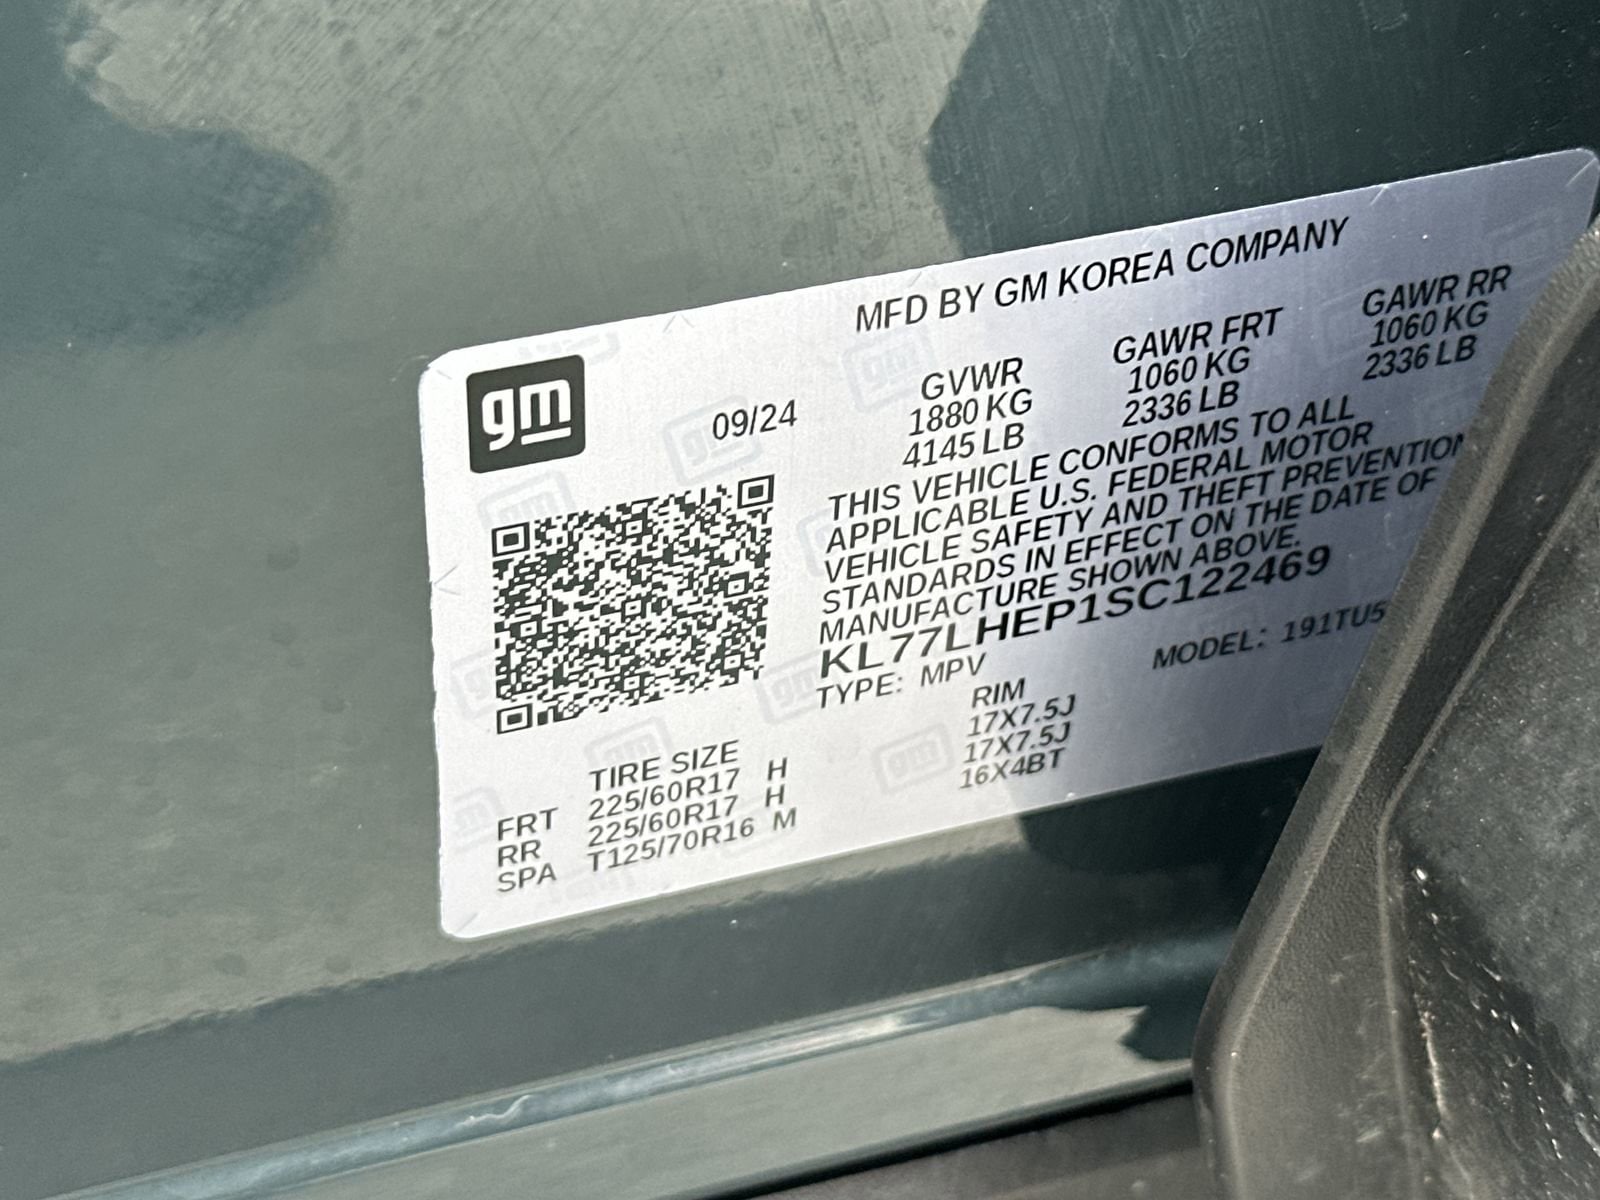 MFD BY GM KOREA COMPANY
gm
09/24
GVWR GAWR FRT GAWR RR
1880 KG 1060 KG 1060 KG
4145 LB 2336 LB 2336 LB
THIS VEHICLE CONFORMS TO ALL
APPLICABLE U.S. FEDERAL MOTOR
VEHICLE SAFETY AND THEFT PREVENTION
STANDARDS IN EFFECT ON THE DATE OF
MANUFACTURE SHOWN ABOVE.
KL77LHEP1SC122469
TYPE: MPV MODEL: 191TU5
TIRE SIZE RIM
FRT 225/60R17 H 17X7.5J
RR 225/60R17 H 17X7.5J
SPA T125/70R16 M 16X4BT